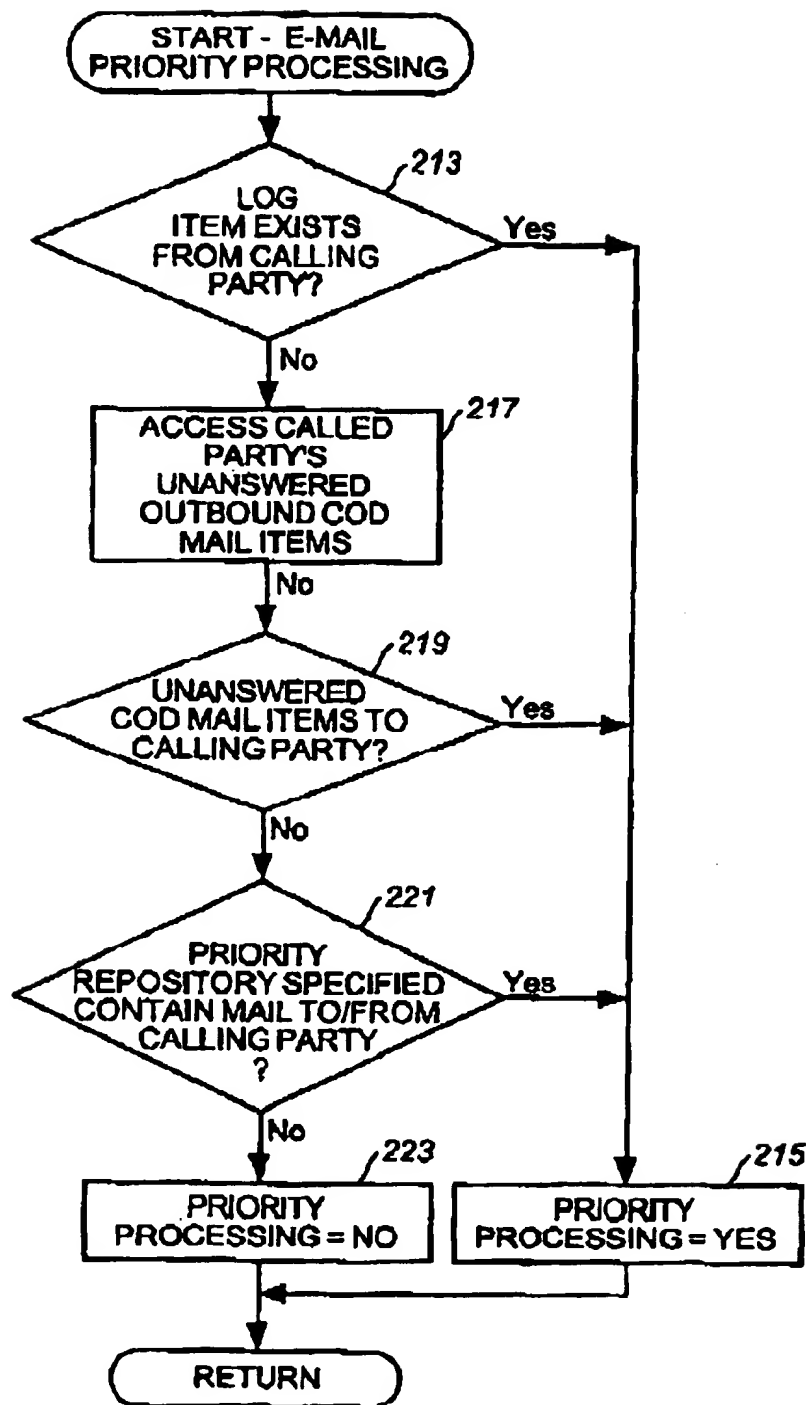 START - E-MAIL
PRIORITY PROCESSING
213
LOG
ITEM EXISTS
FROM CALLING
PARTY?
Yes
No
217
ACCESS CALLED
PARTY'S
UNANSWERED
OUTBOUND COD
MAIL ITEMS
No
219
UNANSWERED
COD MAIL ITEMS TO
CALLING PARTY?
Yes
No
221
PRIORITY
REPOSITORY SPECIFIED
CONTAIN MAIL TO/FROM
CALLING PARTY
?
Yes
No
223
PRIORITY
PROCESSING = NO
215
PRIORITY
PROCESSING = YES
RETURN